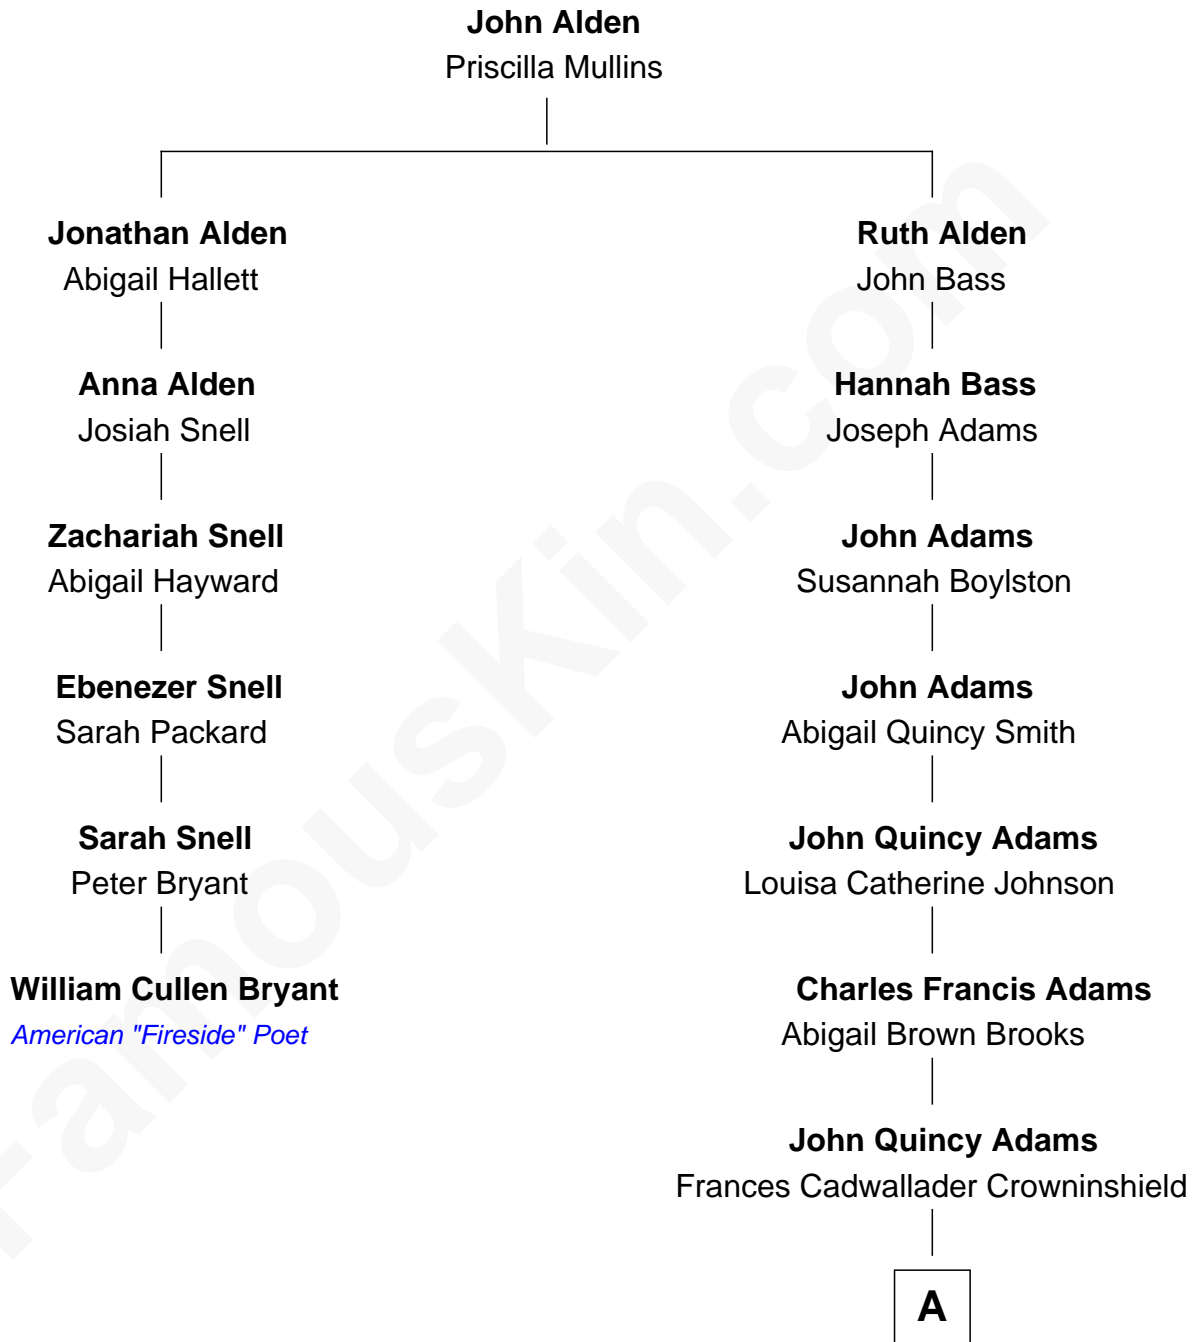 John Alden
Priscilla Mullins
Jonathan Alden
Abigail Hallett
Ruth Alden
John Bass
Anna Alden
Josiah Snell
Hannah Bass
Joseph Adams
Zachariah Snell
Abigail Hayward
John Adams
Susannah Boylston
Ebenezer Snell
Sarah Packard
John Adams
Abigail Quincy Smith
Sarah Snell
Peter Bryant
John Quincy Adams
Louisa Catherine Johnson
William Cullen Bryant
American "Fireside" Poet
Charles Francis Adams
Abigail Brown Brooks
John Quincy Adams
Frances Cadwallader Crowninshield
A
FamousKin.com